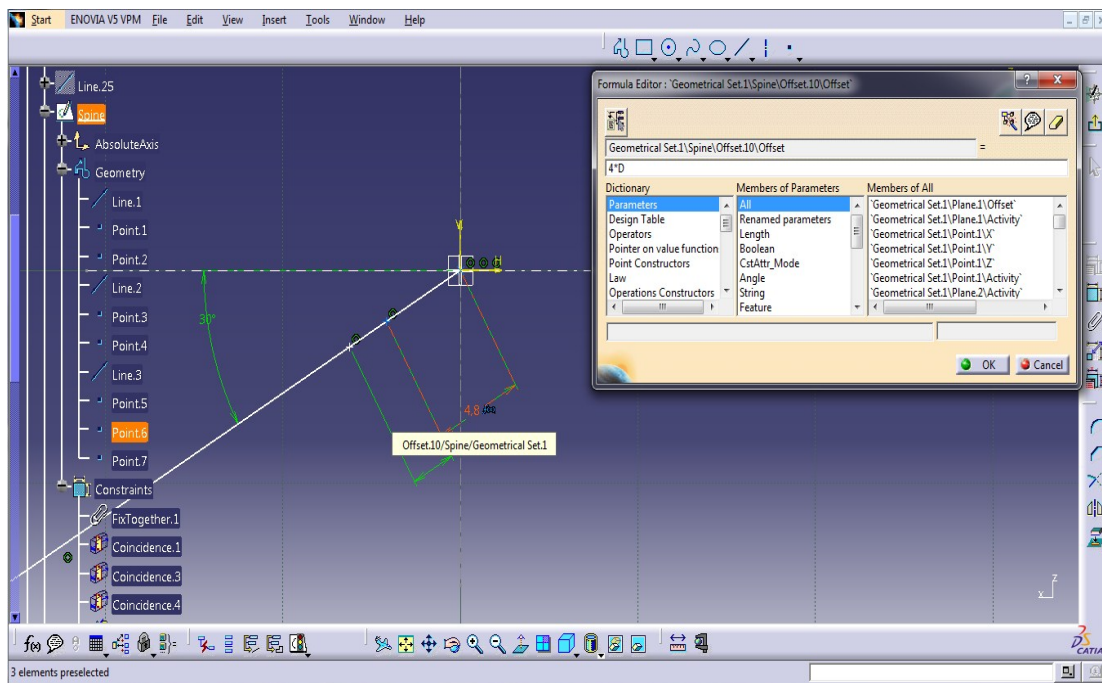 Start ENOVIA V5 VPM File Edit View Insert Tools Window Help
Line.25
Spine
AbsoluteAxis
Geometry
Line.1
Point.1
Point.2
Line.2
Point.3
Point.4
Line.3
Point.5
Point.6
Point.7
Constraints
FixTogether.1
Coincidence.1
Coincidence.3
Coincidence.4
V
H
30°
4,8
Offset.10/Spine/Geometrical Set.1
Formula Editor : `Geometrical Set.1\Spine\Offset.10\Offset`
Geometrical Set.1\Spine\Offset.10\Offset =
4*D
Dictionary Members of Parameters Members of All
Parameters All `Geometrical Set.1\Plane.1\Offset`
Design Table Renamed parameters `Geometrical Set.1\Plane.1\Activity`
Operators Length `Geometrical Set.1\Point.1\X`
Pointer on value function Boolean `Geometrical Set.1\Point.1\Y`
Point Constructors CstAttr_Mode `Geometrical Set.1\Point.1\Z`
Law Angle `Geometrical Set.1\Point.1\Activity`
Operations Constructors String `Geometrical Set.1\Plane.2\Activity`
Feature
OK Cancel
z
x
f(x)
DS CATIA
3 elements preselected